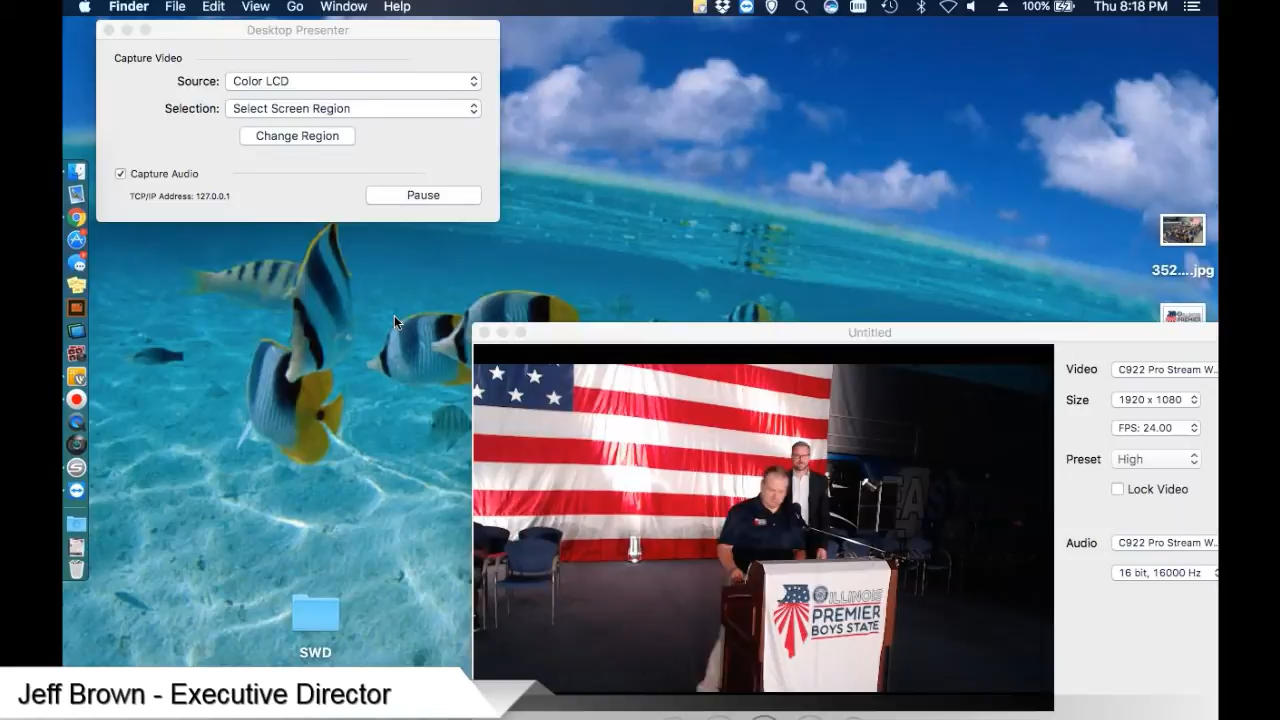 Finder File Edit View Go Window Help 100% Thu 8:18 PM
Desktop Presenter
Capture Video
Source: Color LCD
Selection: Select Screen Region
Change Region
Capture Audio
TCP/IP Address: 127.0.0.1
Pause
352....jpg
Untitled
Video C922 Pro Stream W...
Size 1920 x 1080
FPS: 24.00
Preset High
Lock Video
Audio C922 Pro Stream W...
16 bit, 16000 Hz
ILLINOIS
PREMIER
BOYS STATE
SWD
Jeff Brown - Executive Director